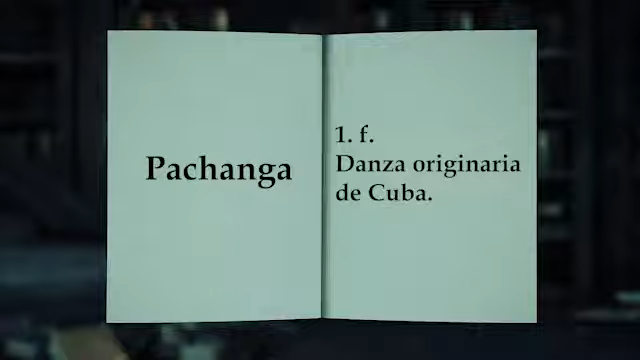 Pachanga
1. f.
Danza originaria
de Cuba.